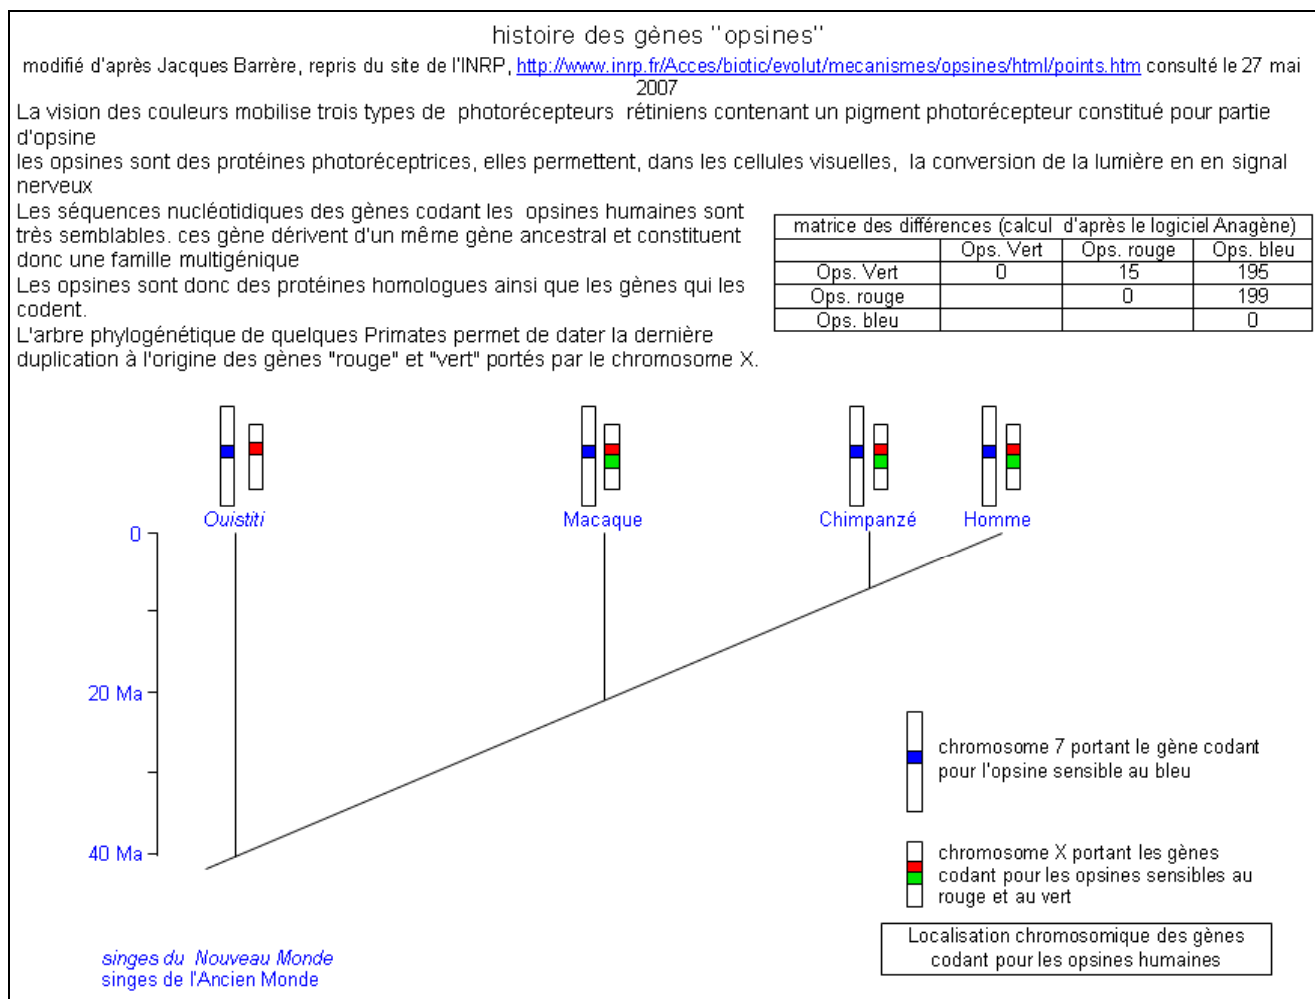 histoire des gènes "opsines"
modifié d'après Jacques Barrère, repris du site de l'INRP, http://www.inrp.fr/Acces/biotic/evolut/mecanismes/opsines/html/points.htm consulté le 27 mai
2007
La vision des couleurs mobilise trois types de photorécepteurs rétiniens contenant un pigment photorécepteur constitué pour partie
d'opsine
les opsines sont des protéines photoréceptrices, elles permettent, dans les cellules visuelles, la conversion de la lumière en en signal
nerveux
Les séquences nucléotidiques des gènes codant les opsines humaines sont
très semblables. ces gène dérivent d'un même gène ancestral et constituent
donc une famille multigénique
Les opsines sont donc des protéines homologues ainsi que les gènes qui les
codent.
L'arbre phylogénétique de quelques Primates permet de dater la dernière
duplication à l'origine des gènes "rouge" et "vert" portés par le chromosome X.
matrice des différences (calcul d'après le logiciel Anagène)
Ops. Vert Ops. rouge Ops. bleu
Ops. Vert 0 15 195
Ops. rouge 0 199
Ops. bleu 0
Ouistiti Macaque Chimpanzé Homme
0
20 Ma
40 Ma
chromosome 7 portant le gène codant
pour l'opsine sensible au bleu
chromosome X portant les gènes
codant pour les opsines sensibles au
rouge et au vert
Localisation chromosomique des gènes
codant pour les opsines humaines
singes du Nouveau Monde
singes de l'Ancien Monde